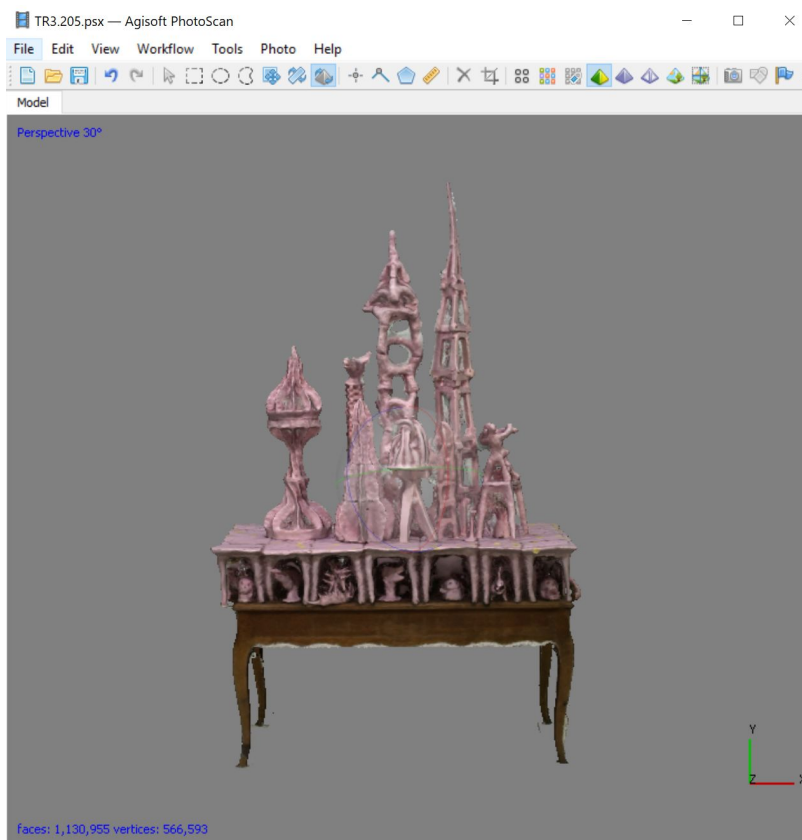 TR3.205.psx — Agisoft PhotoScan
File Edit View Workflow Tools Photo Help
Model
Perspective 30°
Y
Z X
faces: 1,130,955 vertices: 566,593